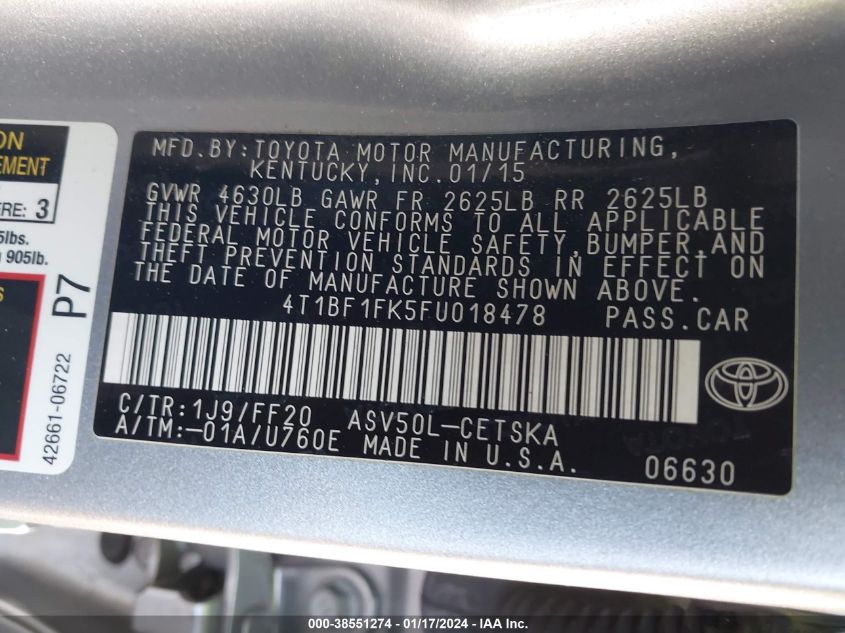 ON
EMENT
ERE: 3
5lbs.
905lb.
S
P7
42661-06722
MFD.BY:TOYOTA MOTOR MANUFACTURING,
KENTUCKY, INC.01/15
GVWR 4630LB GAWR FR 2625LB RR 2625LB
THIS VEHICLE CONFORMS TO ALL APPLICABLE
FEDERAL MOTOR VEHICLE SAFETY,BUMPER,AND
THEFT PREVENTION STANDARDS IN EFFECT ON
THE DATE OF MANUFACTURE SHOWN ABOVE.
4T1BF1FK5FU018478 PASS.CAR
C/TR:1J9/FF20 ASV50L-CETSKA
A/TM:-01A/U760E MADE IN U.S.A. 06630
000-38551274 - 01/17/2024 - IAA Inc.